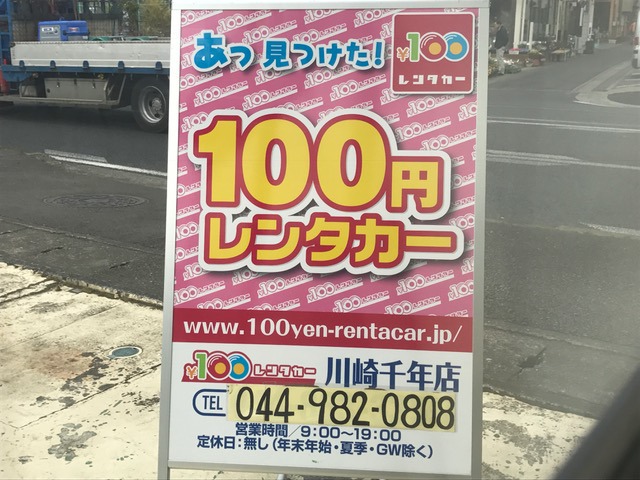 あっ見つけた!
¥100
レンタカー
100円
レンタカー
www.100yen-rentacar.jp/
¥100レンタカー 川崎千年店
TEL 044-982-0808
営業時間/9:00〜19:00
定休日:無し(年末年始・夏季・GW除く)